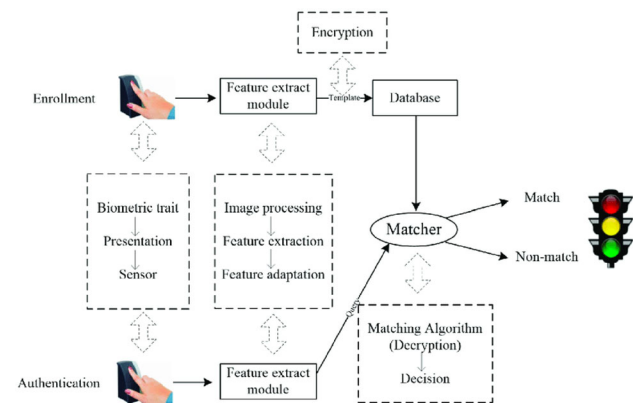 Encryption
Enrollment
Feature extract
module
Template
Database
Biometric trait
Presentation
Sensor
Image processing
Feature extraction
Feature adaptation
Matcher
Match
Non-match
Query
Matching Algorithm
(Decryption)
Decision
Authentication
Feature extract
module